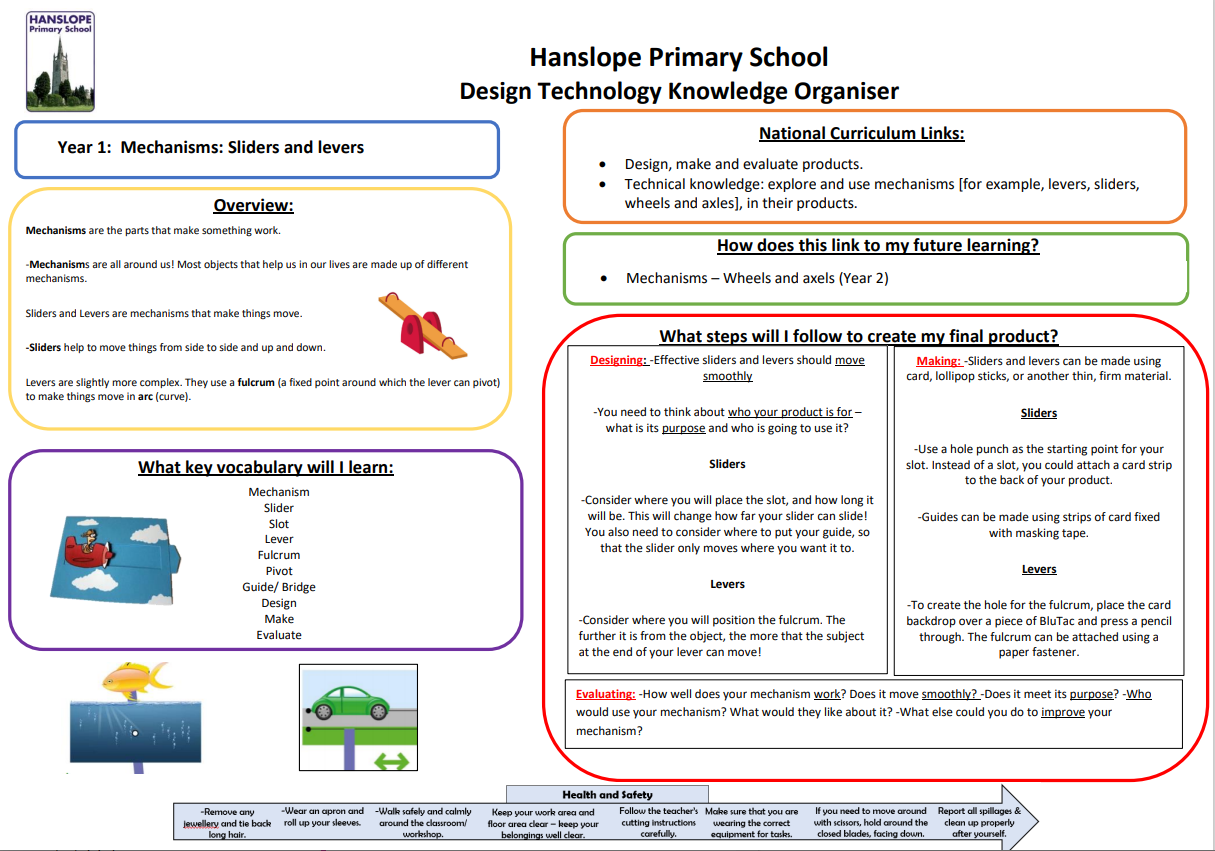 HANSLOPE
Primary School
Hanslope Primary School
Design Technology Knowledge Organiser
Year 1:  Mechanisms: Sliders and levers
Overview:
Mechanisms are the parts that make something work.
-Mechanisms are all around us! Most objects that help us in our lives are made up of different
mechanisms.
Sliders and Levers are mechanisms that make things move.
-Sliders help to move things from side to side and up and down.
Levers are slightly more complex. They use a fulcrum (a fixed point around which the lever can pivot)
to make things move in arc (curve).
What key vocabulary will I learn:
Mechanism
Slider
Slot
Lever
Fulcrum
Pivot
Guide/ Bridge
Design
Make
Evaluate
National Curriculum Links:
• Design, make and evaluate products.
• Technical knowledge: explore and use mechanisms [for example, levers, sliders,
wheels and axles], in their products.
How does this link to my future learning?
• Mechanisms – Wheels and axels (Year 2)
What steps will I follow to create my final product?
Designing: -Effective sliders and levers should move
smoothly
-You need to think about who your product is for –
what is its purpose and who is going to use it?
Sliders
-Consider where you will place the slot, and how long it
will be. This will change how far your slider can slide!
You also need to consider where to put your guide, so
that the slider only moves where you want it to.
Levers
-Consider where you will position the fulcrum. The
further it is from the object, the more that the subject
at the end of your lever can move!
Making: -Sliders and levers can be made using
card, lollipop sticks, or another thin, firm material.
Sliders
-Use a hole punch as the starting point for your
slot. Instead of a slot, you could attach a card strip
to the back of your product.
-Guides can be made using strips of card fixed
with masking tape.
Levers
-To create the hole for the fulcrum, place the card
backdrop over a piece of BluTac and press a pencil
through. The fulcrum can be attached using a
paper fastener.
Evaluating: -How well does your mechanism work? Does it move smoothly? -Does it meet its purpose? -Who
would use your mechanism? What would they like about it? -What else could you do to improve your
mechanism?
Health and Safety
-Remove any
jewellery and tie back
long hair.
-Wear an apron and
roll up your sleeves.
-Walk safely and calmly
around the classroom/
workshop.
Keep your work area and
floor area clear – keep your
belongings well clear.
Follow the teacher's
cutting instructions
carefully.
Make sure that you are
wearing the correct
equipment for tasks.
If you need to move around
with scissors, hold around the
closed blades, facing down.
Report all spillages &
clean up properly
after yourself.